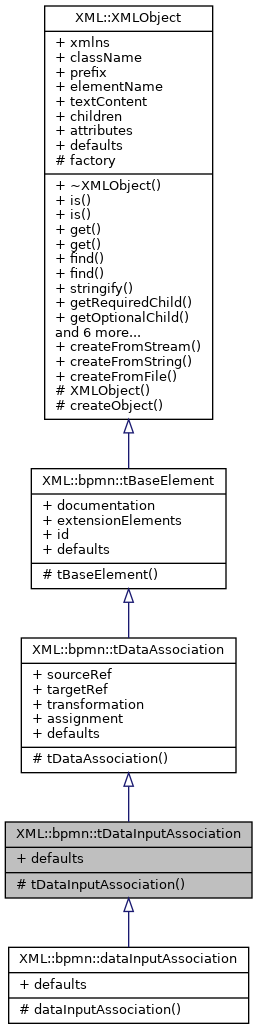 XML::XMLObject
+ xmlns
+ className
+ prefix
+ elementName
+ textContent
+ children
+ attributes
+ defaults
# factory
+ ~XMLObject()
+ is()
+ is()
+ get()
+ get()
+ find()
+ find()
+ stringify()
+ getRequiredChild()
+ getOptionalChild()
and 6 more...
+ createFromStream()
+ createFromString()
+ createFromFile()
# XMLObject()
# createObject()
XML::bpmn::tBaseElement
+ documentation
+ extensionElements
+ id
+ defaults
# tBaseElement()
XML::bpmn::tDataAssociation
+ sourceRef
+ targetRef
+ transformation
+ assignment
+ defaults
# tDataAssociation()
XML::bpmn::tDataInputAssociation
+ defaults
# tDataInputAssociation()
XML::bpmn::dataInputAssociation
+ defaults
# dataInputAssociation()